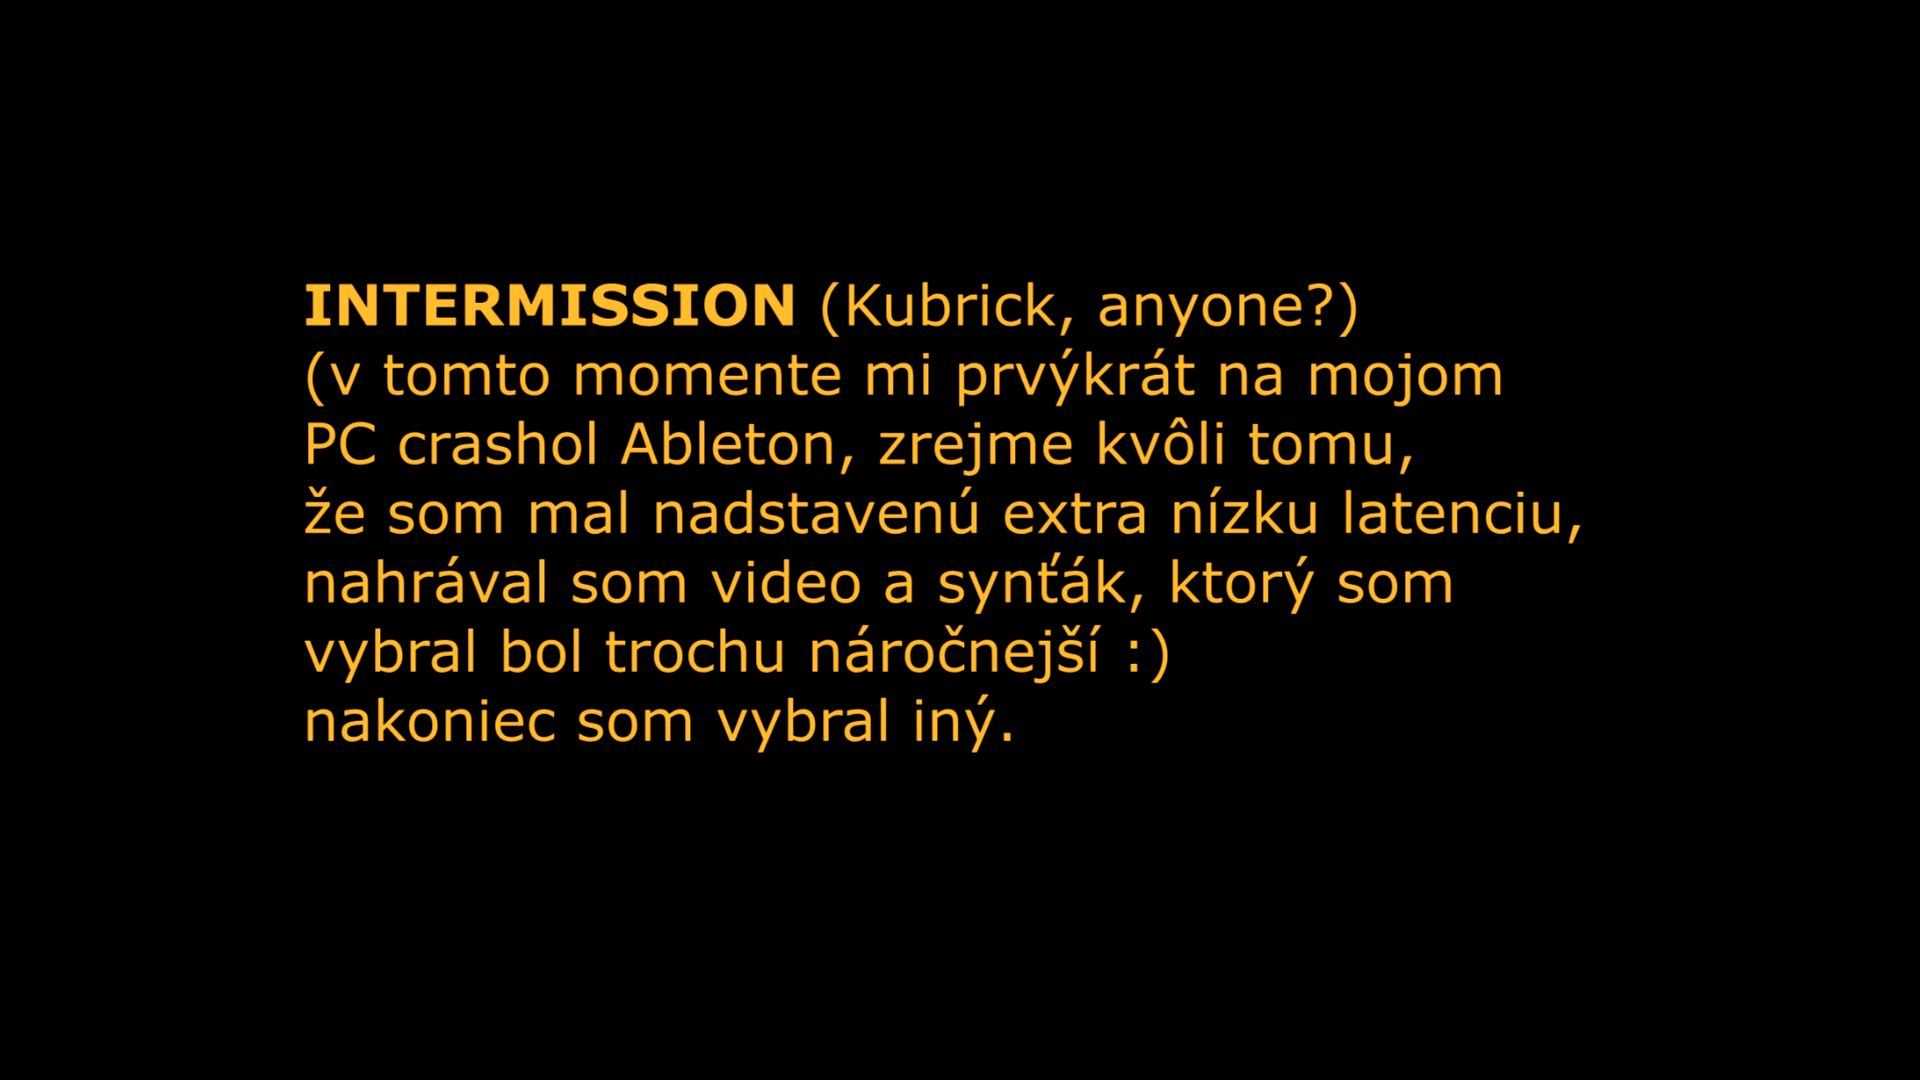 INTERMISSION (Kubrick, anyone?)
(v tomto momente mi prvýkrát na mojom
PC crashol Ableton, zrejme kvôli tomu,
že som mal nadstavenú extra nízku latenciu,
nahrával som video a synťák, ktorý som
vybral bol trochu náročnejší :)
nakoniec som vybral iný.